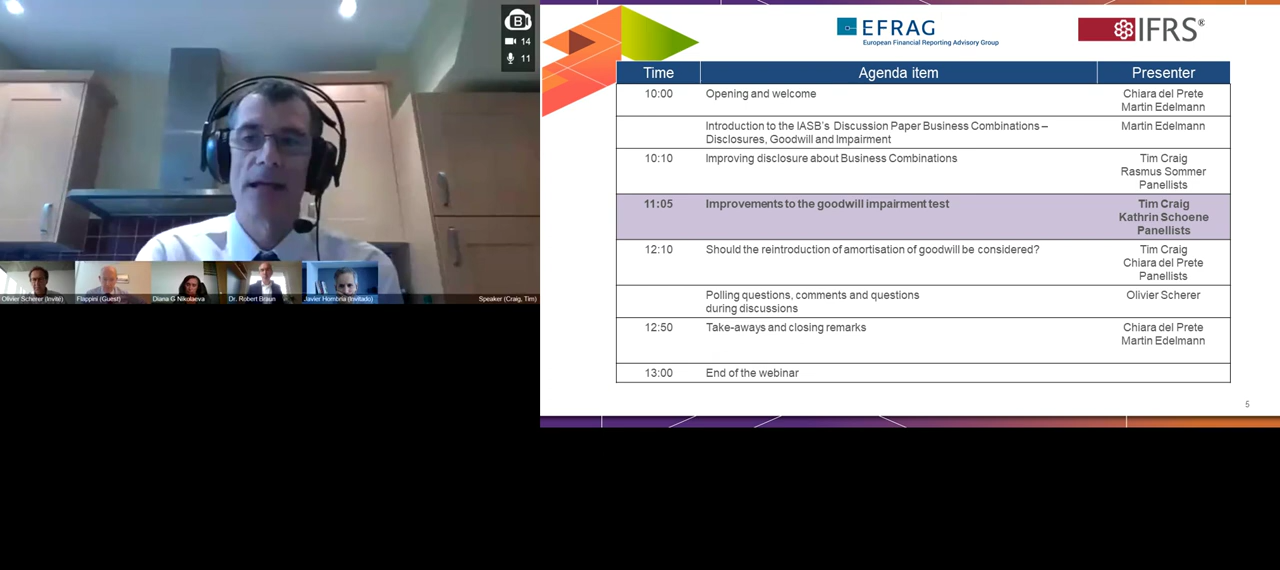 B
14
11
Olivier Scherer (Invité)
Flappini (Guest)
Diana G Nikolaeva
Dr. Robert Braun
Javier Hombria (Invitado)
Speaker (Craig, Tim)
EFRAG
European Financial Reporting Advisory Group
IFRS®
Time Agenda item Presenter
10:00 Opening and welcome Chiara del Prete
Martin Edelmann
Introduction to the IASB's Discussion Paper Business Combinations – Martin Edelmann
Disclosures, Goodwill and Impairment
10:10 Improving disclosure about Business Combinations Tim Craig
Rasmus Sommer
Panellists
11:05 Improvements to the goodwill impairment test Tim Craig
Kathrin Schoene
Panellists
12:10 Should the reintroduction of amortisation of goodwill be considered? Tim Craig
Chiara del Prete
Panellists
Polling questions, comments and questions Olivier Scherer
during discussions
12:50 Take-aways and closing remarks Chiara del Prete
Martin Edelmann
13:00 End of the webinar
5